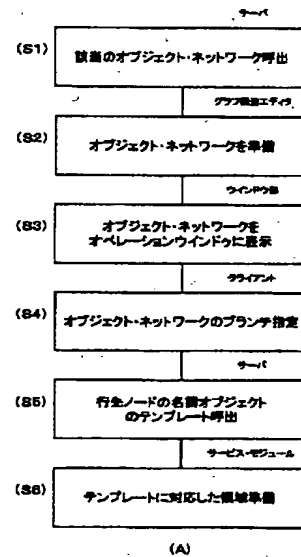 サーバ
(S1)
該当のオブジェクト・ネットワーク呼出
グラフ構造エディタ
(S2)
オブジェクト・ネットワークを準備
ウインドウ部
(S3)
オブジェクト・ネットワークを
オペレーションウインドゥに表示
クライアント
(S4)
オブジェクト・ネットワークのブランチ指定
サーバ
(S5)
行先ノードの名前オブジェクト
のテンプレート呼出
サービス・モジュール
(S6)
テンプレートに対応した領域準備
(A)